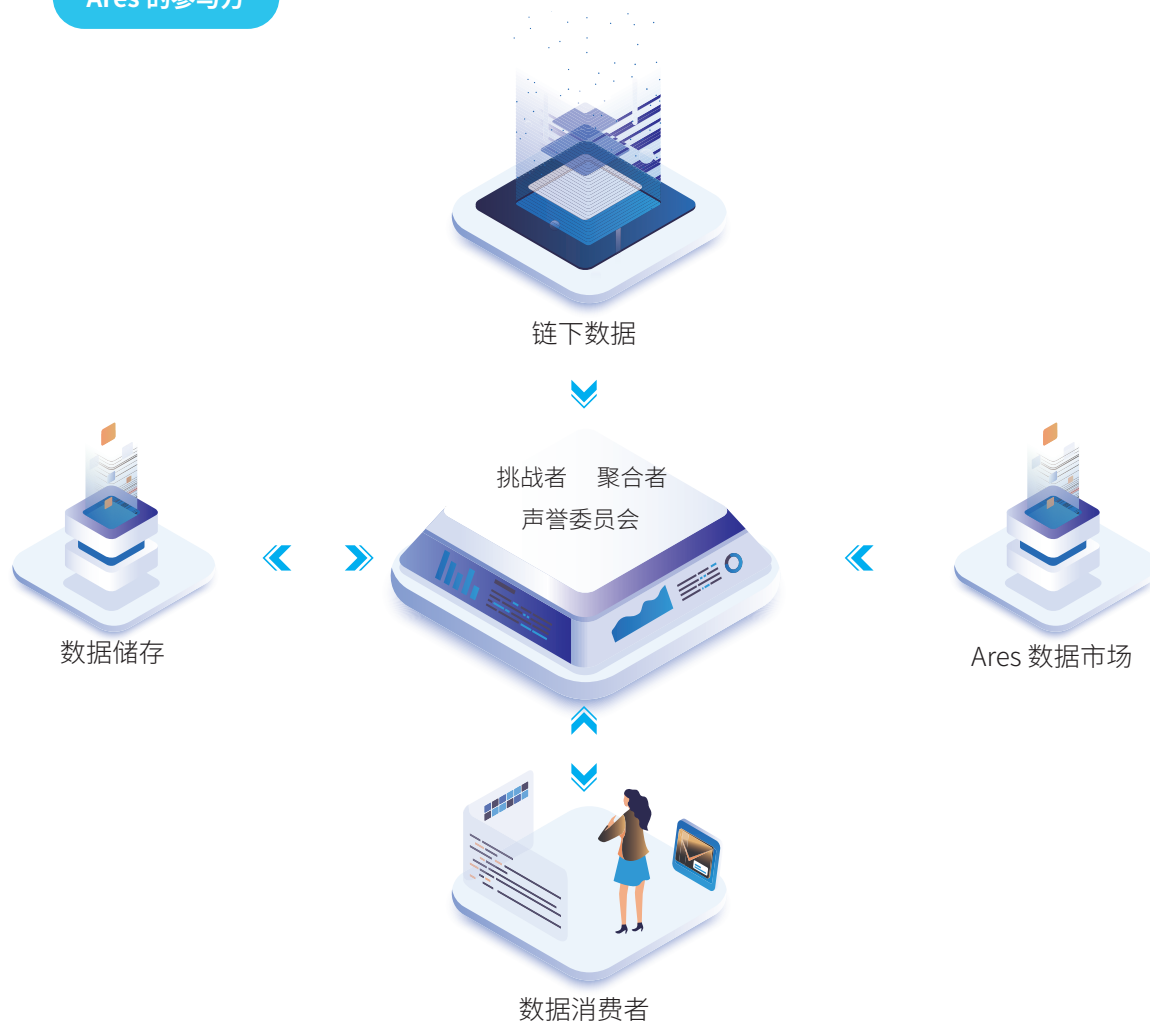 Ares 的参与方
链下数据
挑战者 聚合者
声誉委员会
数据储存
Ares 数据市场
数据消费者